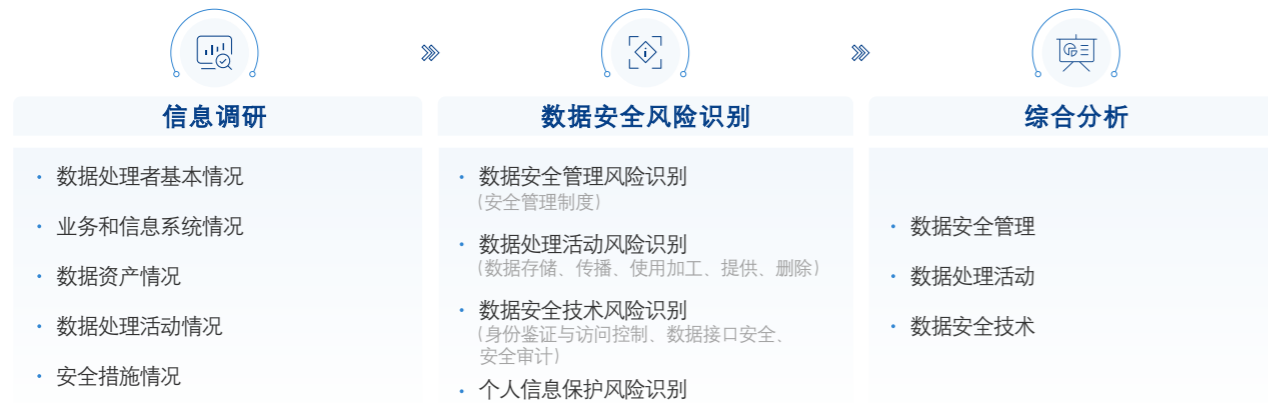 信息调研
数据处理者基本情况
业务和信息系统情况
数据资产情况
数据处理活动情况
安全措施情况
数据安全风险识别
数据安全管理风险识别
(安全管理制度)
数据处理活动风险识别
(数据存储、传播、使用加工、提供、删除)
数据安全技术风险识别
(身份鉴证与访问控制、数据接口安全、
安全审计)
个人信息保护风险识别
综合分析
数据安全管理
数据处理活动
数据安全技术